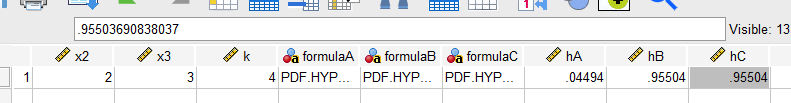 .95503690838037 Visible: 13
x2 x3 k formulaA formulaB formulaC hA hB hC
1 2 3 4 PDF.HYP... PDF.HYP... PDF.HYP... .04494 .95504 .95504